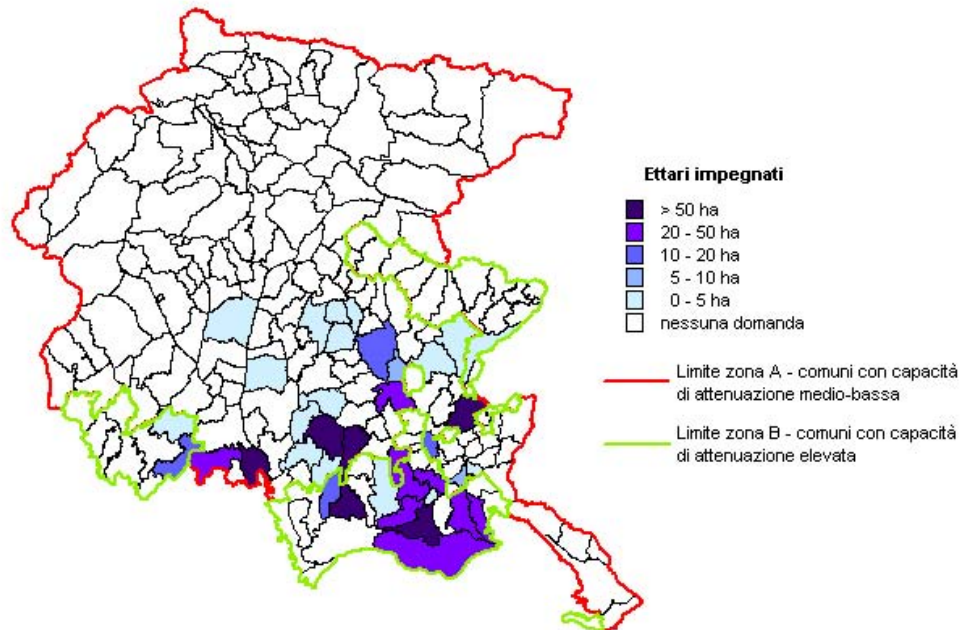 Ettari impegnati
> 50 ha
20 - 50 ha
10 - 20 ha
5 - 10 ha
0 - 5 ha
nessuna domanda
Limite zona A - comuni con capacità
di attenuazione medio-bassa
Limite zona B - comuni con capacità
di attenuazione elevata